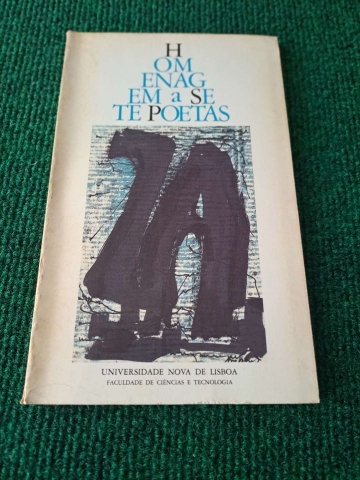 H
OM
ENAG
EM a SE
TE POETAS
UNIVERSIDADE NOVA DE LISBOA
FACULDADE DE CIÊNCIAS E TECNOLOGIA